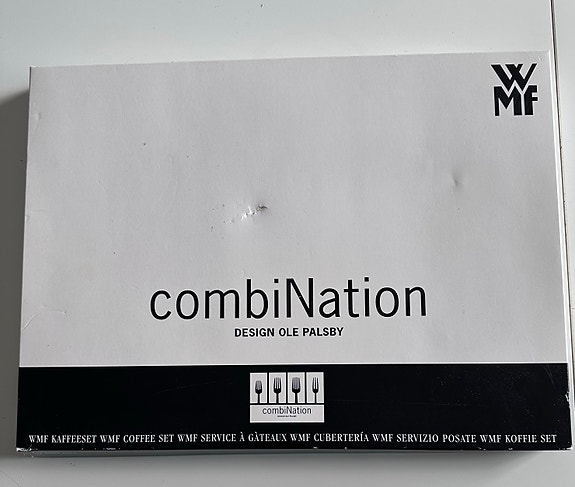 WMF
combiNation
DESIGN OLE PALSBY
combiNation
WMF KAFFEESET WMF COFFEE SET WMF SERVICE À GÂTEAUX WMF CUBERTERÍA WMF SERVIZIO POSATE WMF KOFFIE SET